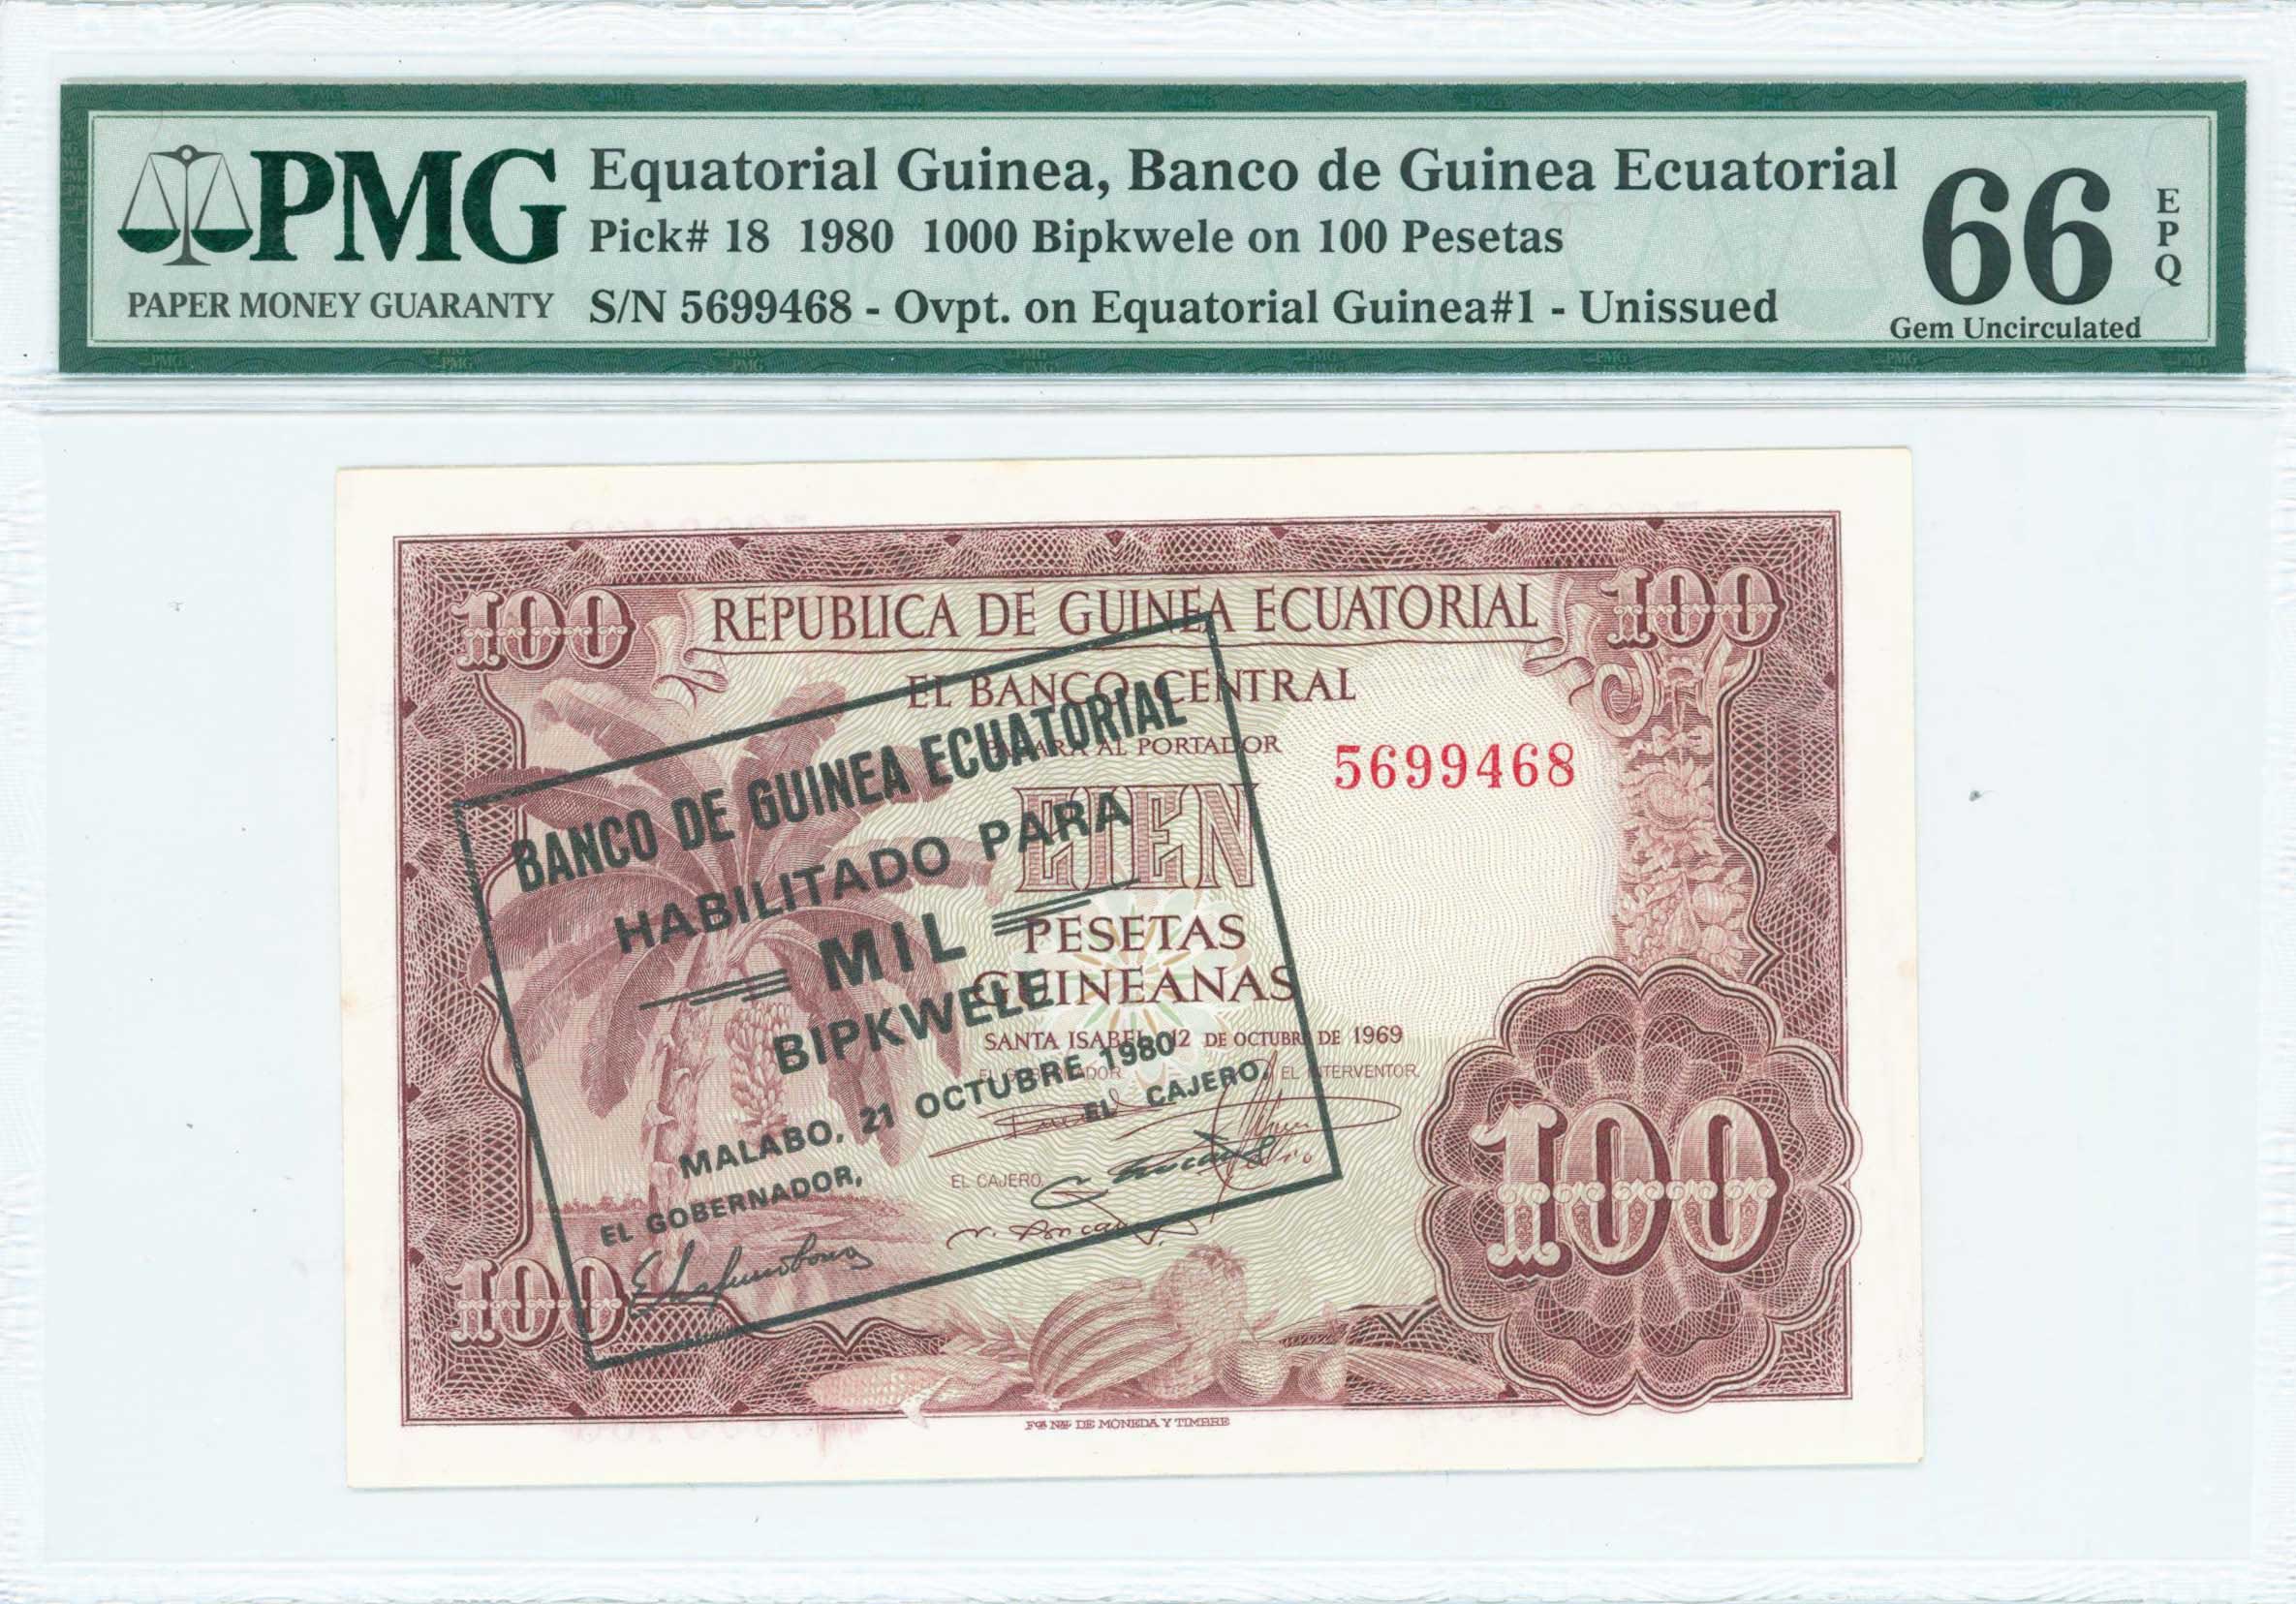 PMG
PAPER MONEY GUARANTY
Equatorial Guinea, Banco de Guinea Ecuatorial
Pick# 18 1980 1000 Bipkwele on 100 Pesetas
S/N 5699468 - Ovpt. on Equatorial Guinea#1 - Unissued
66
EPQ
Gem Uncirculated
100
REPUBLICA DE GUINEA ECUATORIAL
100
EL BANCO CENTRAL
PAGARA AL PORTADOR
5699468
CIEN
PESETAS
GUINEANAS
SANTA ISABEL, 12 DE OCTUBRE DE 1969
EL GOBERNADOR
EL INTERVENTOR
EL CAJERO,
100
100
FCA. NAL. DE MONEDA Y TIMBRE
BANCO DE GUINEA ECUATORIAL
HABILITADO PARA
MIL
BIPKWELE
MALABO, 21 OCTUBRE 1980
EL GOBERNADOR,
EL CAJERO,